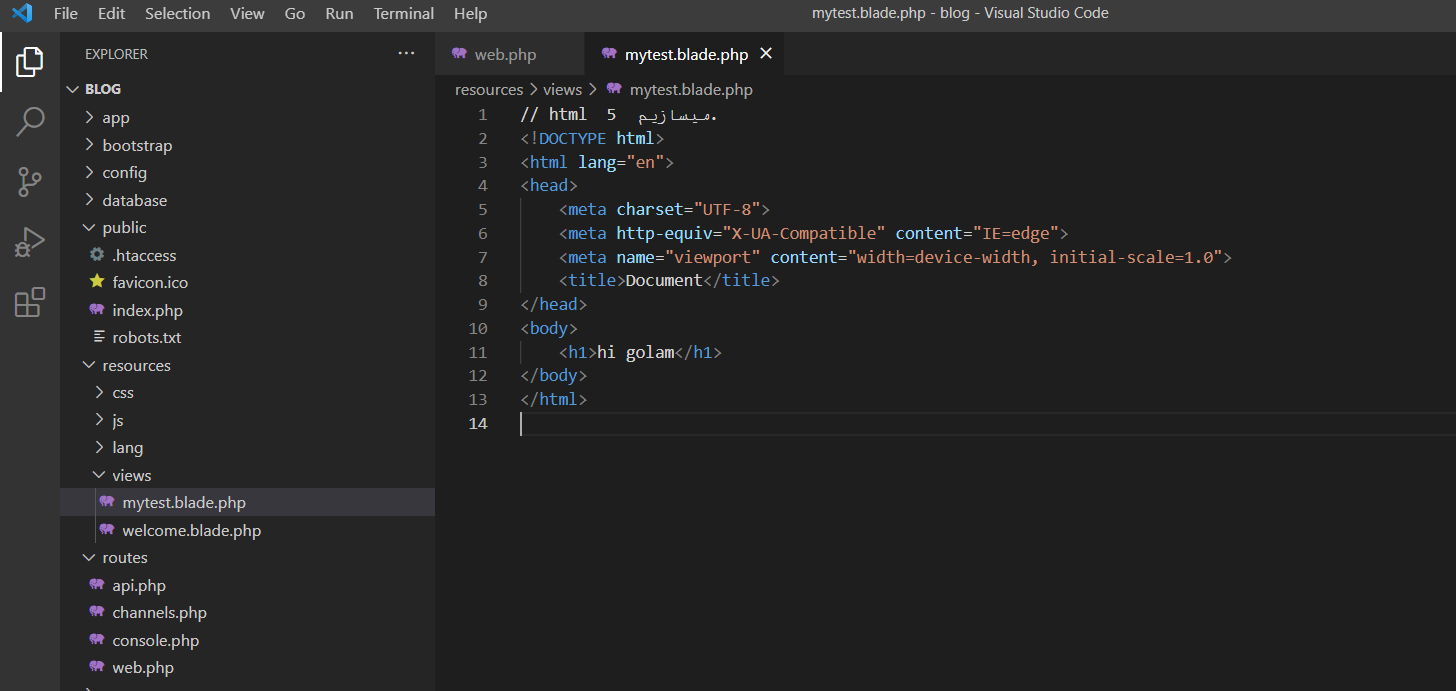 File Edit Selection View Go Run Terminal Help mytest.blade.php - blog - Visual Studio Code
EXPLORER ...
BLOG
app
bootstrap
config
database
public
.htaccess
favicon.ico
index.php
robots.txt
resources
css
js
lang
views
mytest.blade.php
welcome.blade.php
routes
api.php
channels.php
console.php
web.php
web.php mytest.blade.php
resources > views > mytest.blade.php
1 // html 5 میسازیم.
2 <!DOCTYPE html>
3 <html lang="en">
4 <head>
5 <meta charset="UTF-8">
6 <meta http-equiv="X-UA-Compatible" content="IE=edge">
7 <meta name="viewport" content="width=device-width, initial-scale=1.0">
8 <title>Document</title>
9 </head>
10 <body>
11 <h1>hi golam</h1>
12 </body>
13 </html>
14